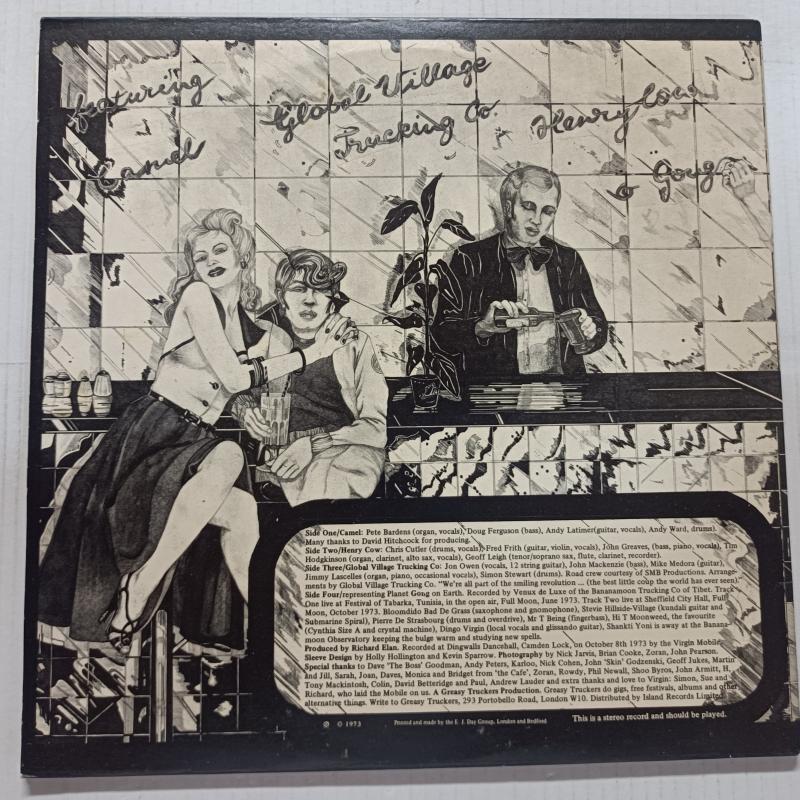 featuring
Camel
Global Village
Trucking Co
Henry Cow
& Gong
Side One/Camel: Pete Bardens (organ, vocals), Doug Ferguson (bass), Andy Latimer(guitar, vocals), Andy Ward, drums).
Many thanks to David Hitchcock for producing.
Side Two/Henry Cow: Chris Cutler (drums, vocals), Fred Frith (guitar, violin, vocals), John Greaves, (bass, piano, vocals), Tim
Hodgkinson (organ, clarinet, alto sax, vocals), Geoff Leigh (tenor/soprano sax, flute, clarinet, recorder).
Side Three/Global Village Trucking Co: Jon Owen (vocals, 12 string guitar), John Mackenzie (bass), Mike Medora (guitar),
Jimmy Lascelles (organ, piano, occasional vocals), Simon Stewart (drums). Road crew courtesy of SMB Productions. Arrange-
ments by Global Village Trucking Co. "We're all part of the smiling revolution ... (the best little coup the world has ever seen)."
Side Four/representing Planet Gong on Earth. Recorded by Venux de Luxe of the Bananamoon Trucking Co of Tibet. Track
One live at Festival of Tabarka, Tunisia, in the open air, Full Moon, June 1973. Track Two live at Sheffield City Hall, Full
Moon, October 1973. Bloomdido Bad De Grass (saxophone and gnomophone), Stevie Hillside-Village (kundali guitar and
Submarine Spiral), Pierre De Strasbourg (drums and overdrive), Mr T Being (fingerbass), Hi T Moonweed, the favourite
(Cynthia Size A and crystal machine), Dingo Virgin (local vocals and glissando guitar), Shankti Yoni is away at the Banana-
moon Observatory keeping the bulge warm and studying new spells.
Produced by Richard Elan. Recorded at Dingwalls Dancehall, Camden Lock, on October 8th 1973 by the Virgin Mobile.
Sleeve Design by Holly Hollington and Kevin Sparrow. Photography by Nick Jarvis, Brian Cooke, Zoran, John Pearson.
Special thanks to Dave 'The Boss' Goodman, Andy Peters, Karloo, Nick Cohen, John 'Skin' Godzenski, Geoff Jukes, Martin
and Jill, Sarah, Joan, Daves, Monica and Bridget from 'the Cafe', Zoran, Rowdy, Phil Newall, Shoo Byros, John Armitt, H,
Tony Mackintosh, Colin, David Betteridge and Paul, Andrew Lauder and extra thanks and love to Virgin: Simon, Sue and
Richard, who laid the Mobile on us. A Greasy Truckers Production. Greasy Truckers do gigs, free festivals, albums and other
alternative things. Write to Greasy Truckers, 293 Portobello Road, London W10. Distributed by Island Records Limited.
℗ © 1973
Printed and made by the E. J. Day Group, London and Bedford
This is a stereo record and should be played.